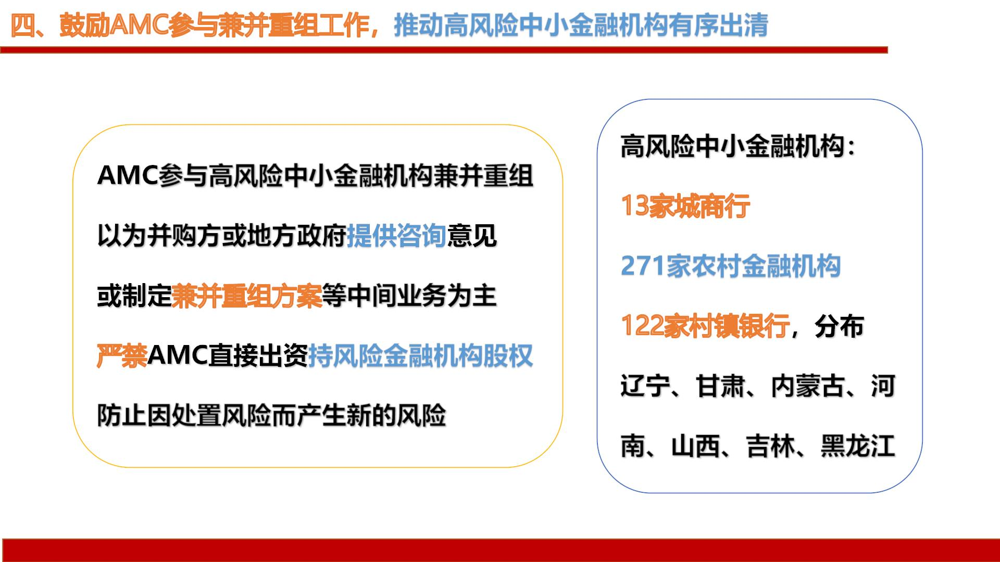 四、鼓励AMC参与兼并重组工作，推动高风险中小金融机构有序出清
AMC参与高风险中小金融机构兼并重组
以为并购方或地方政府提供咨询意见
或制定兼并重组方案等中间业务为主
严禁AMC直接出资持风险金融机构股权
防止因处置风险而产生新的风险
高风险中小金融机构：
13家城商行
271家农村金融机构
122家村镇银行，分布
辽宁、甘肃、内蒙古、河
南、山西、吉林、黑龙江